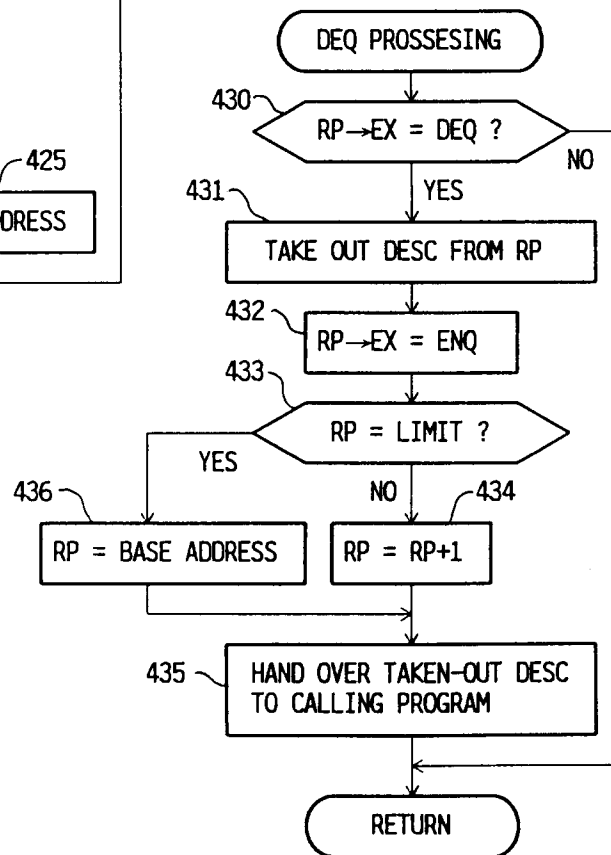 DEQ PROSSESING
430
RP→EX = DEQ ?
NO
425
YES
431
DRESS
TAKE OUT DESC FROM RP
432
RP→EX = ENQ
433
RP = LIMIT ?
YES
436
NO
434
RP = BASE ADDRESS
RP = RP+1
435
HAND OVER TAKEN-OUT DESC
TO CALLING PROGRAM
RETURN